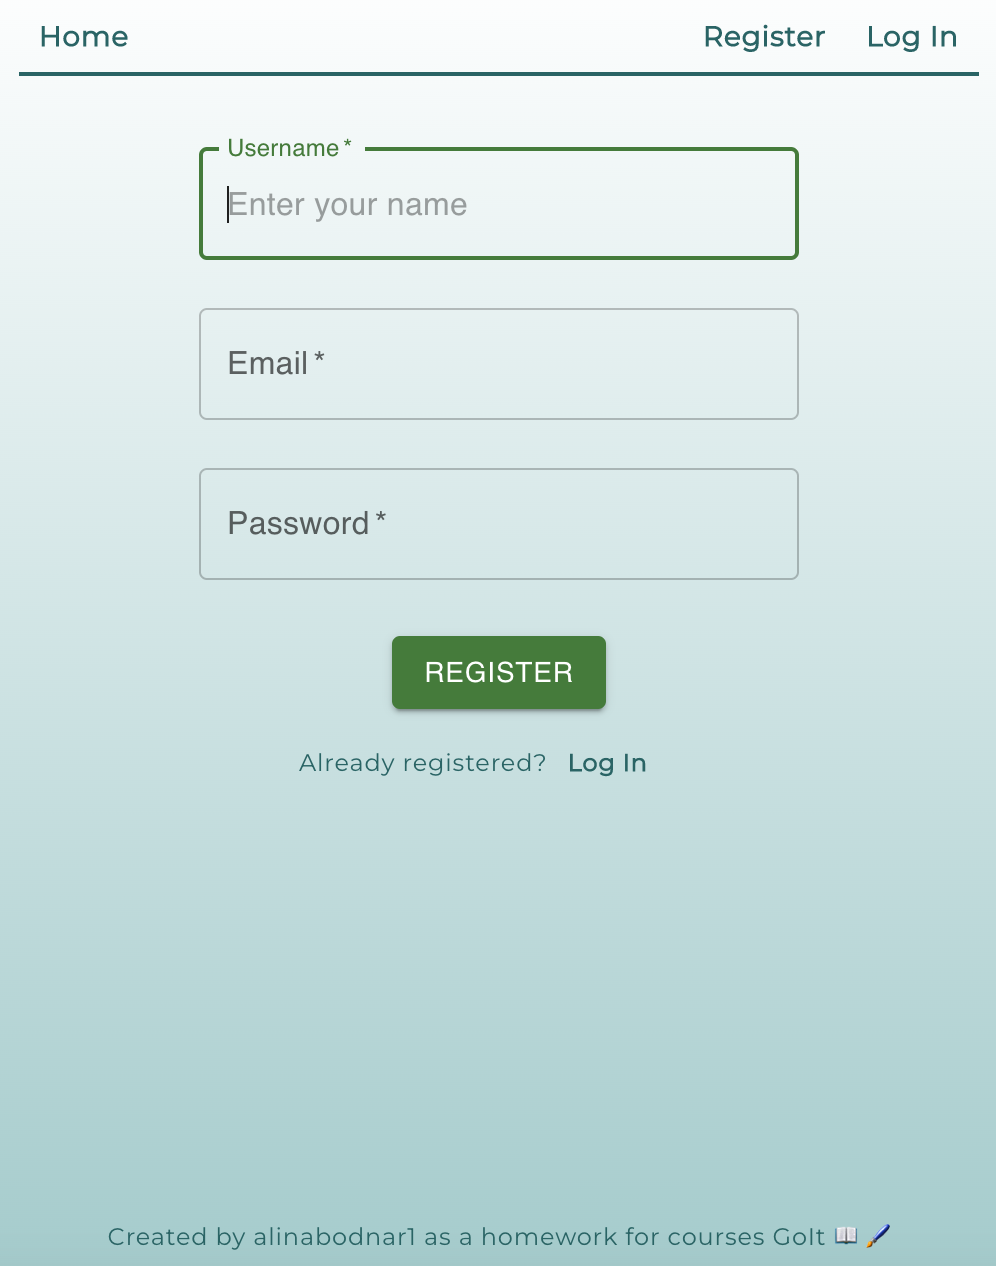 Home Register Log In
Username *
Enter your name
Email *
Password *
REGISTER
Already registered? Log In
Created by alinabodnar1 as a homework for courses GoIt 📖 🖌️